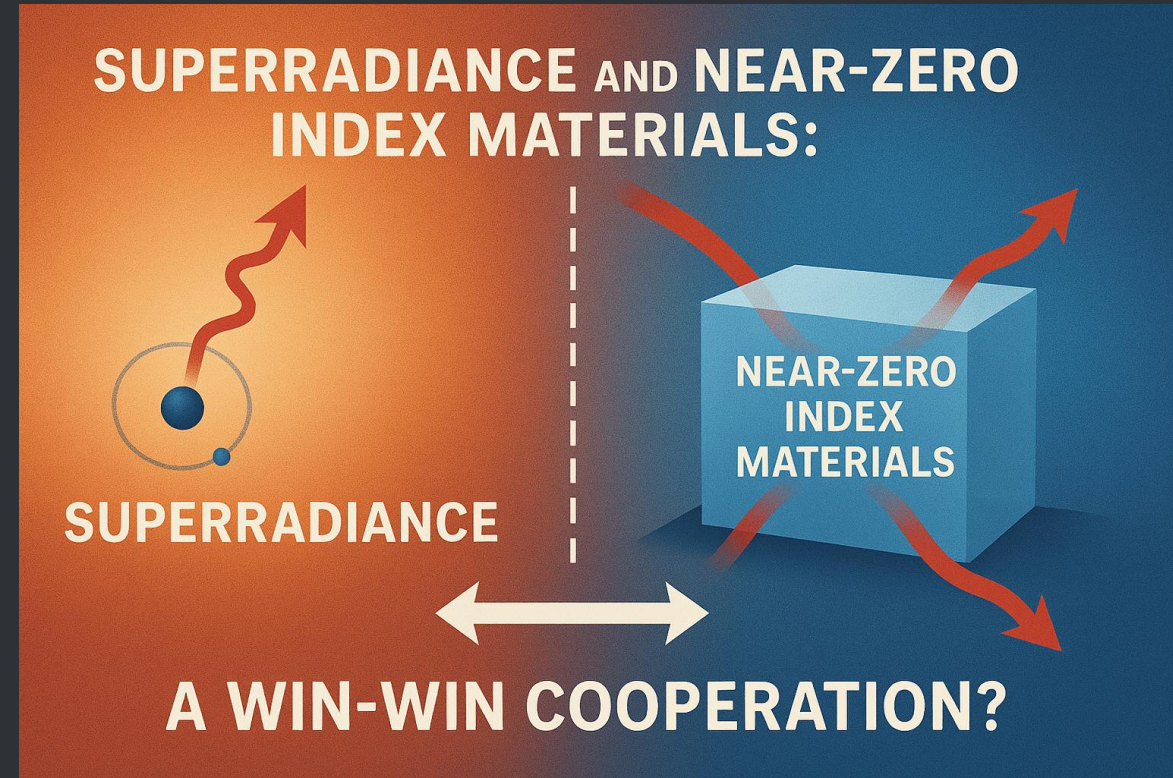 SUPERRADIANCE AND NEAR-ZERO
INDEX MATERIALS:
SUPERRADIANCE
NEAR-ZERO
INDEX
MATERIALS
A WIN-WIN COOPERATION?